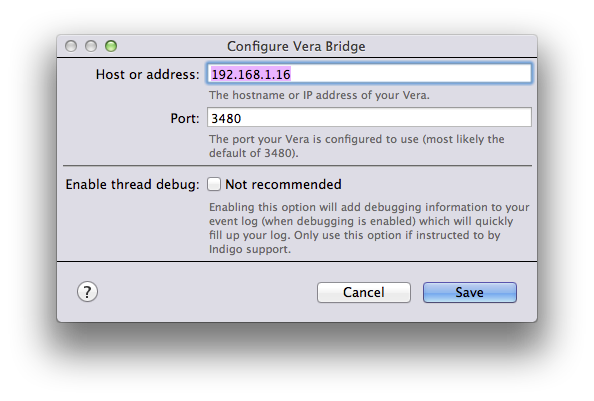 Configure Vera Bridge
Host or address: 192.168.1.16
The hostname or IP address of your Vera.
Port: 3480
The port your Vera is configured to use (most likely the
default of 3480).
Enable thread debug: Not recommended
Enabling this option will add debugging information to your
event log (when debugging is enabled) which will quickly
fill up your log. Only use this option if instructed to by
Indigo support.
? Cancel Save